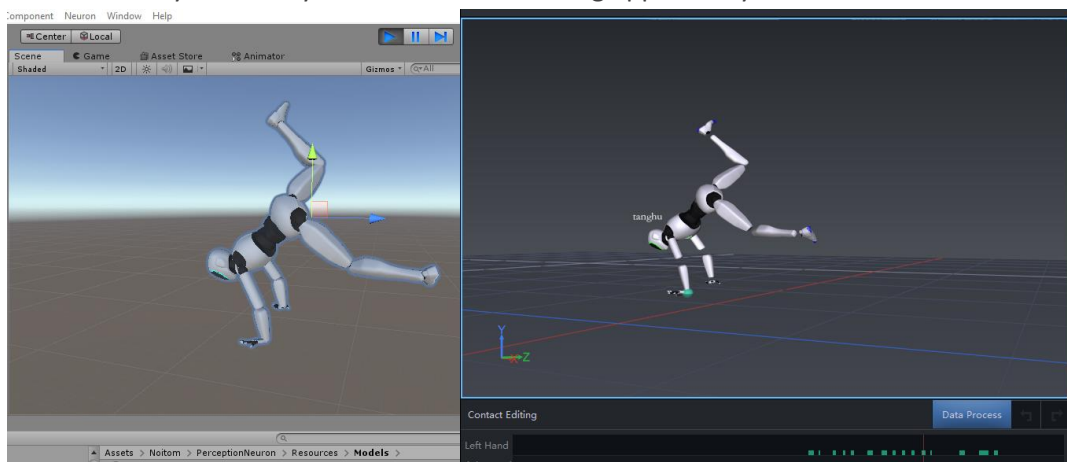 Component Neuron Window Help
Center Local
Scene Game Asset Store Animator
Shaded 2D Gizmos All
tanghu
Y
X Z
Contact Editing Data Process
Left Hand
Assets > Noitom > PerceptionNeuron > Resources > Models >